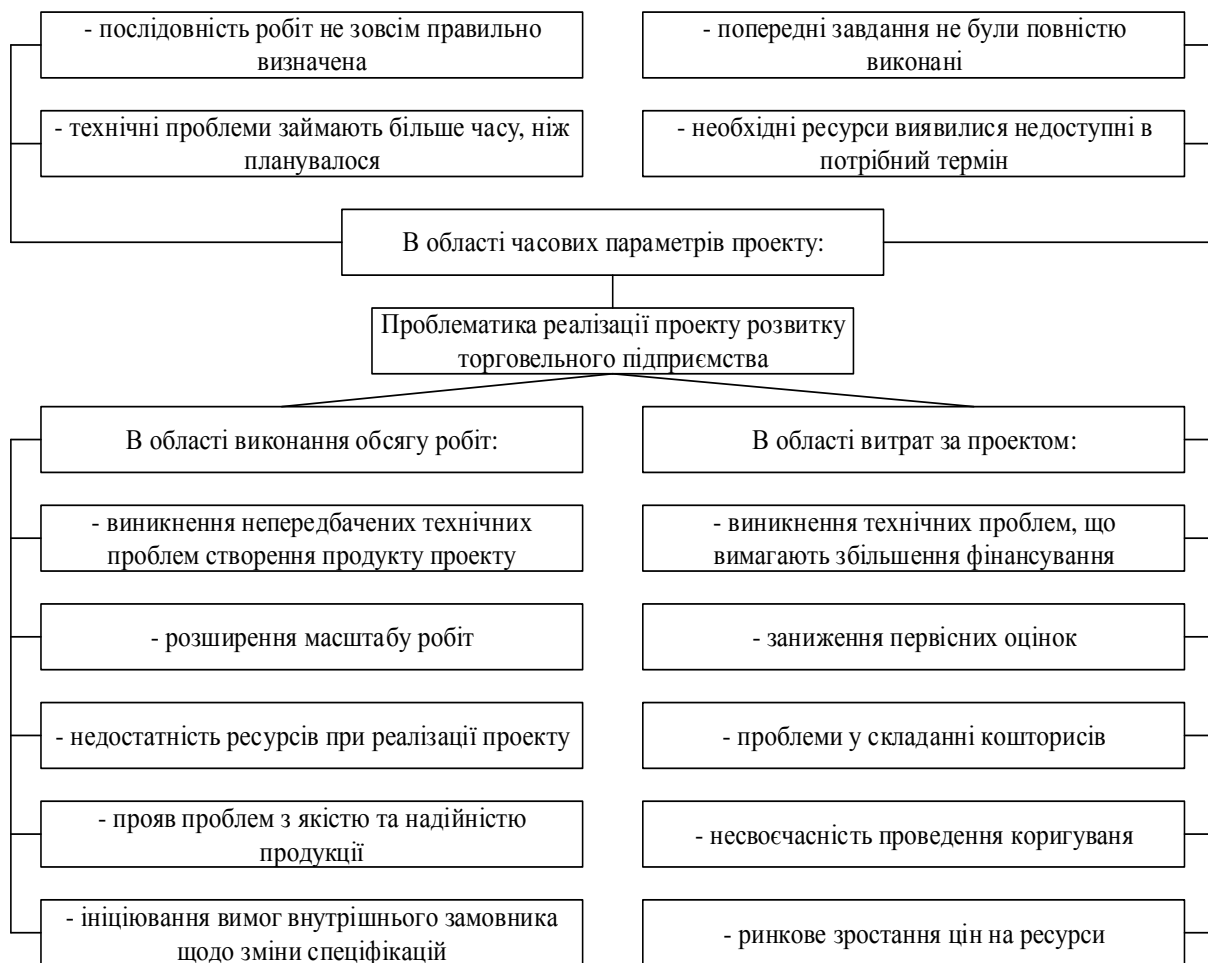 - послідовність робіт не зовсім правильно
визначена
- попередні завдання не були повністю
виконані
- технічні проблеми займають більше часу, ніж
планувалося
- необхідні ресурси виявилися недоступні в
потрібний термін
В області часових параметрів проекту:
Проблематика реалізації проекту розвитку
торговельного підприємства
В області виконання обсягу робіт:
В області витрат за проектом:
- виникнення непередбачених технічних
проблем створення продукту проекту
- виникнення технічних проблем, що
вимагають збільшення фінансування
- розширення масштабу робіт
- заниження первісних оцінок
- недостатність ресурсів при реалізації проекту
- проблеми у складанні кошторисів
- прояв проблем з якістю та надійністю
продукції
- несвоєчасність проведення коригуваня
- ініціювання вимог внутрішнього замовника
щодо зміни спеціфікацій
- ринкове зростання цін на ресурси